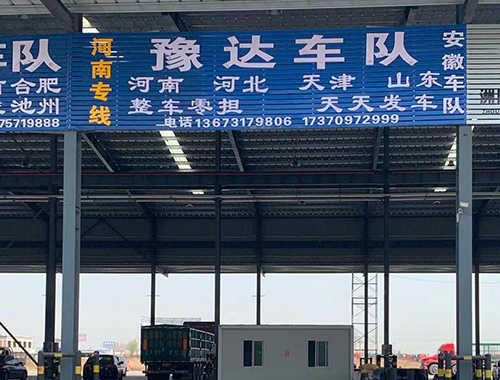 车队
合肥
池州
75719888
河南专线
豫达车队
河南 河北 天津 山东
整车零担 天天发车
电话13673179806 17370972999
安徽车队